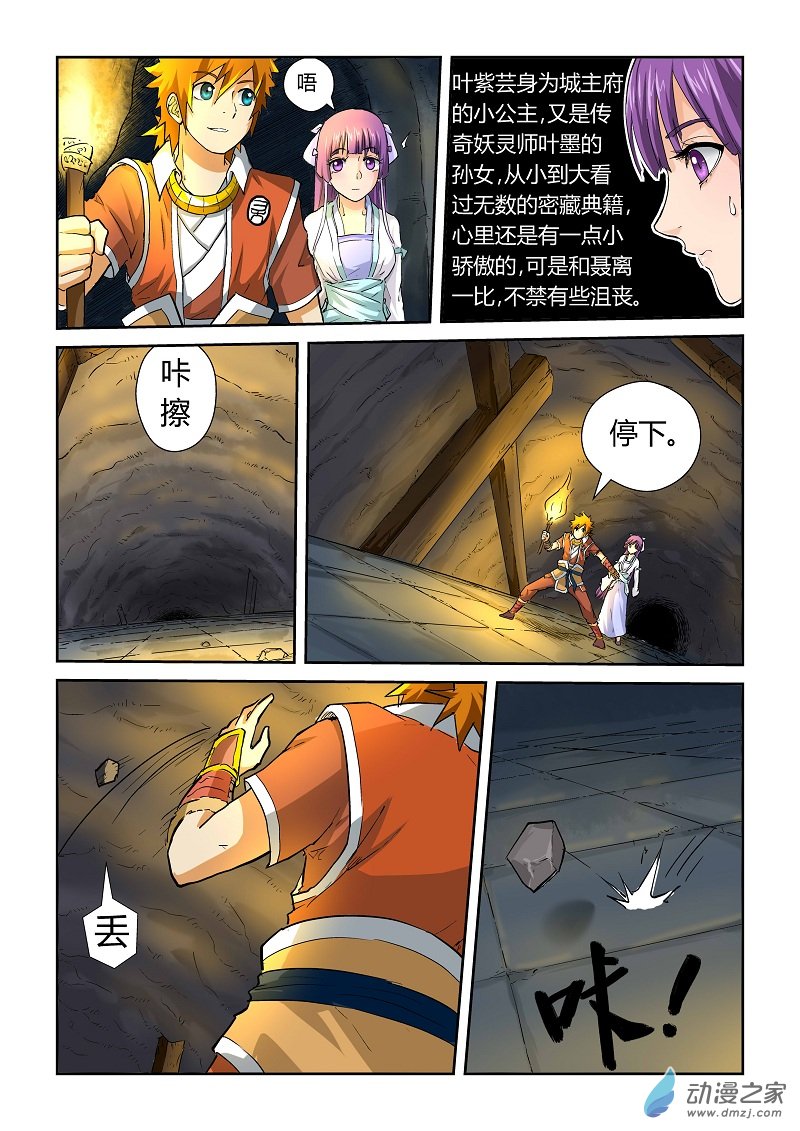 唔
叶紫芸身为城主府
的小公主，又是传
奇妖灵师叶墨的
孙女，从小到大看
过无数的密藏典籍，
心里还是有一点小
骄傲的，可是和聂离
一比，不禁有些沮丧。
咔
擦
停下。
丢
咔！
动漫之家
www.dmzj.com